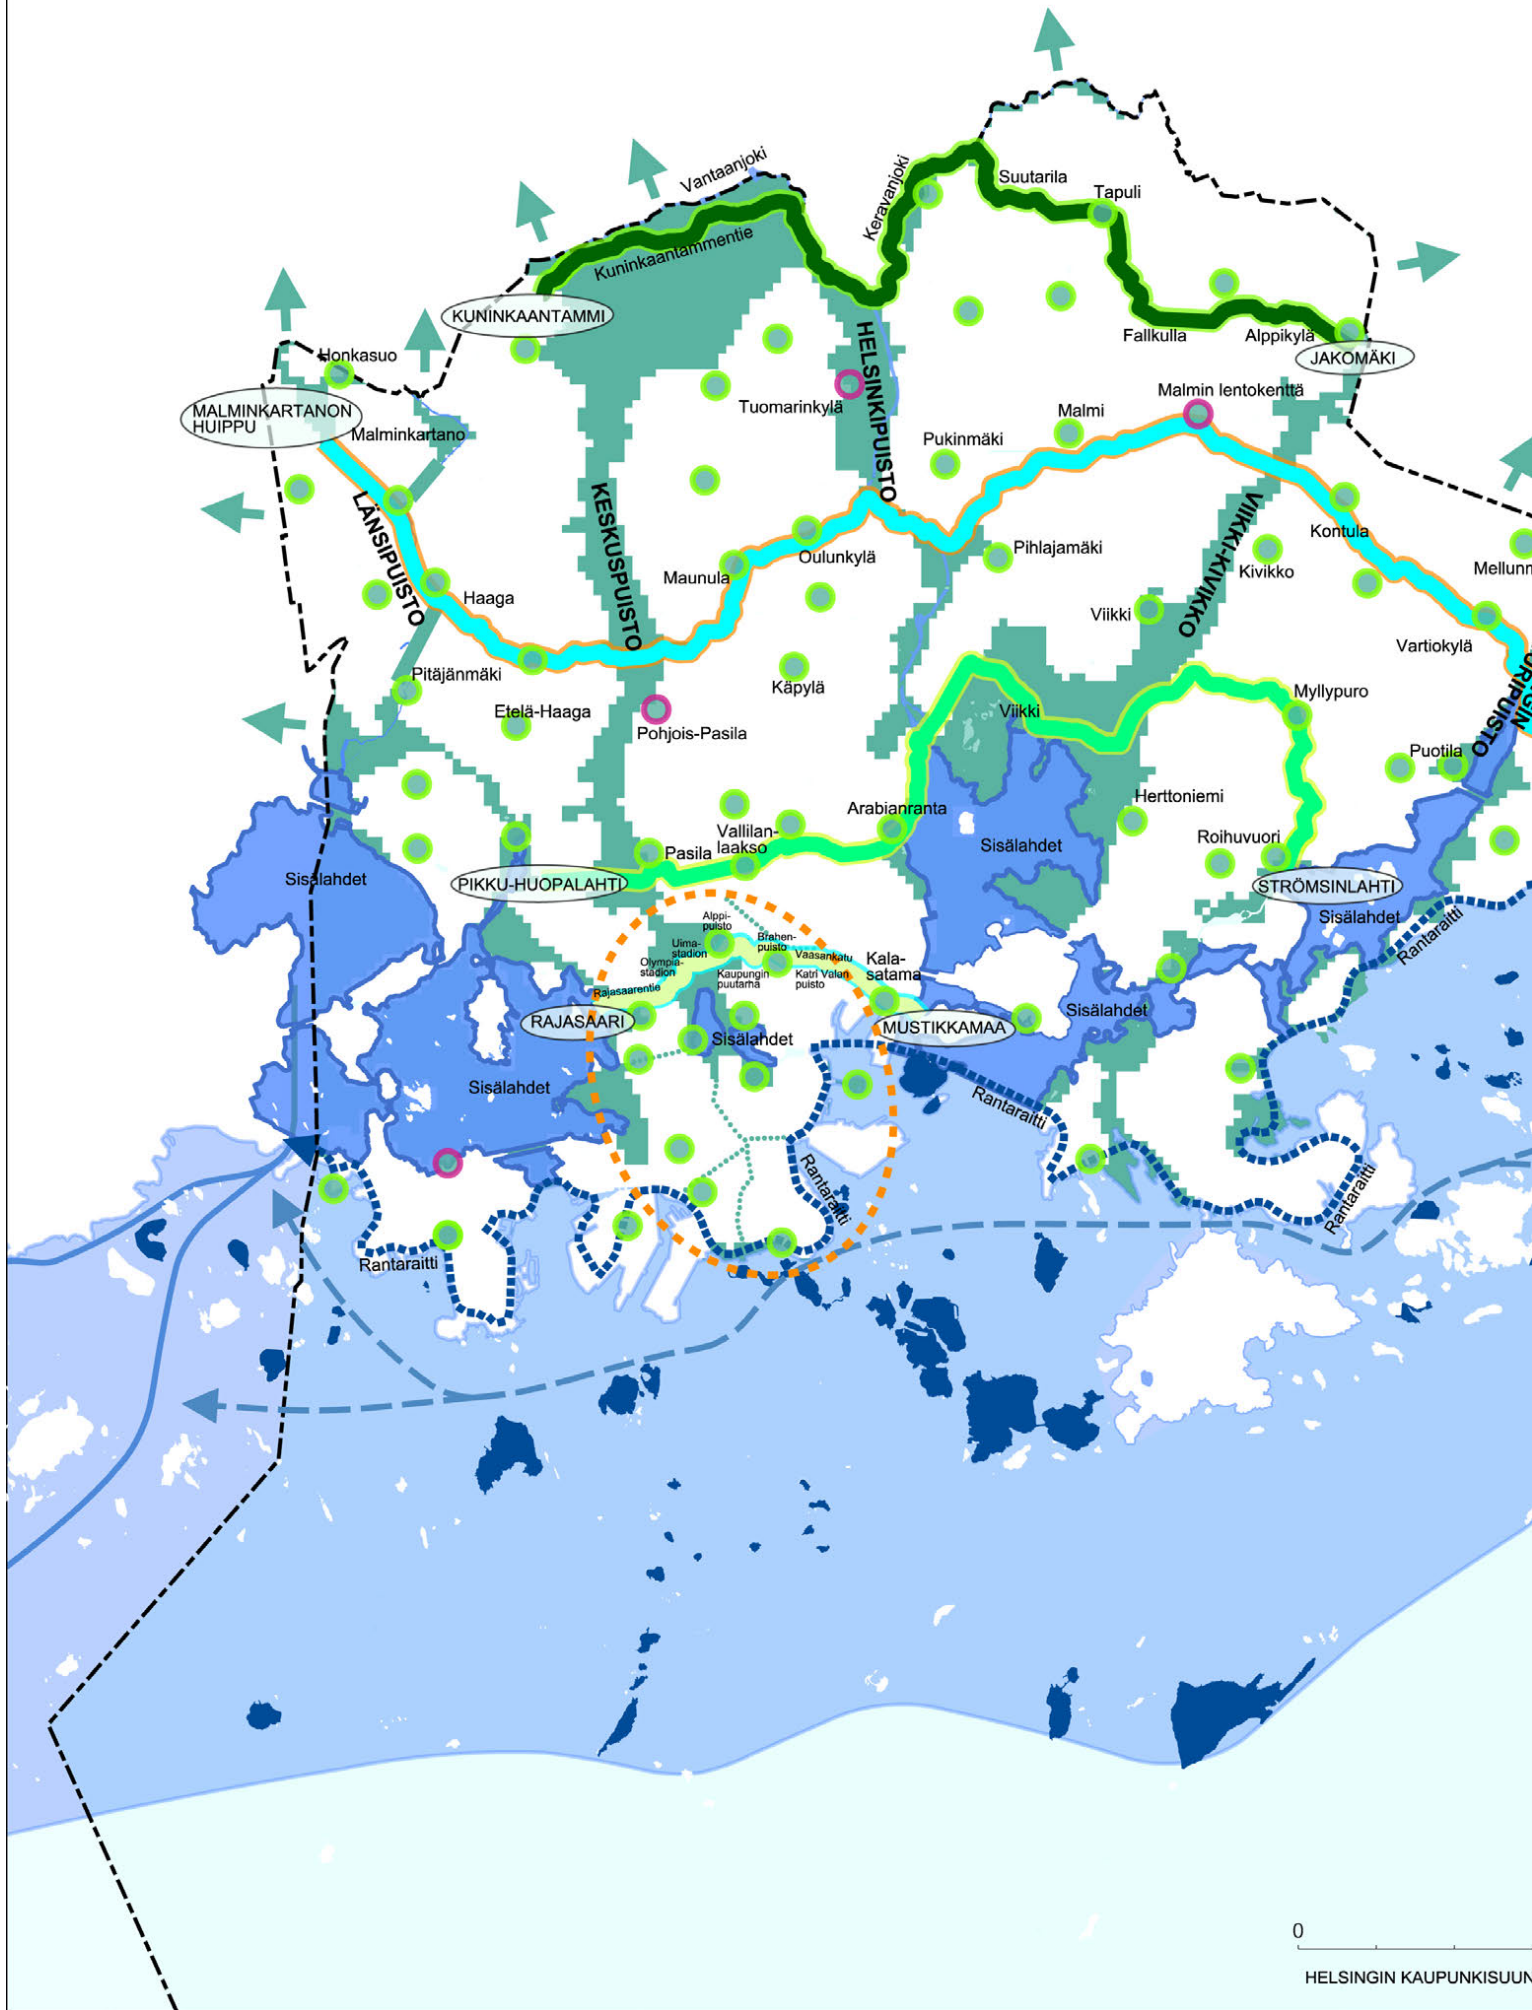 Vantaanjoki
Keravanjoki
Suutarila
Tapuli
Kuninkaantammentie
KUNINKAANTAMMI
HELSINKIPUISTO
Fallkulla
Alppikylä
JAKOMÄKI
Honkasuo
MALMINKARTANON
HUIPPU
Malminkartano
Tuomarinkylä
Malmin lentokenttä
Malmi
Pukinmäki
LÄNSIPUISTO
KESKUSPUISTO
VIIKKI-KIVIKKO
Kontula
Oulunkylä
Pihlajamäki
Kivikko
Maunula
Haaga
Viikki
Vartiokylä
Pitäjänmäki
Käpylä
Etelä-Haaga
Pohjois-Pasila
Viikki
Myllypuro
Puotila
Herttoniemi
Arabianranta
Vallilan-
laakso
Roihuvuori
Pasila
Sisälahdet
Sisälahdet
PIKKU-HUOPALAHTI
STRÖMSINLAHTI
Sisälahdet
Rantaraitti
Alppi-
puisto
Brahen-
puisto
Uima-
stadion
Vaasankatu
Olympia-
stadion
Kaupungin
puutarha
Katri Valan
puisto
Kala-
satama
Rajasaarentie
RAJASAARI
MUSTIKKAMAA
Sisälahdet
Sisälahdet
Sisälahdet
Rantaraitti
Rantaraitti
Rantaraitti
Rantaraitti
0
HELSINGIN KAUPUNKISUUN